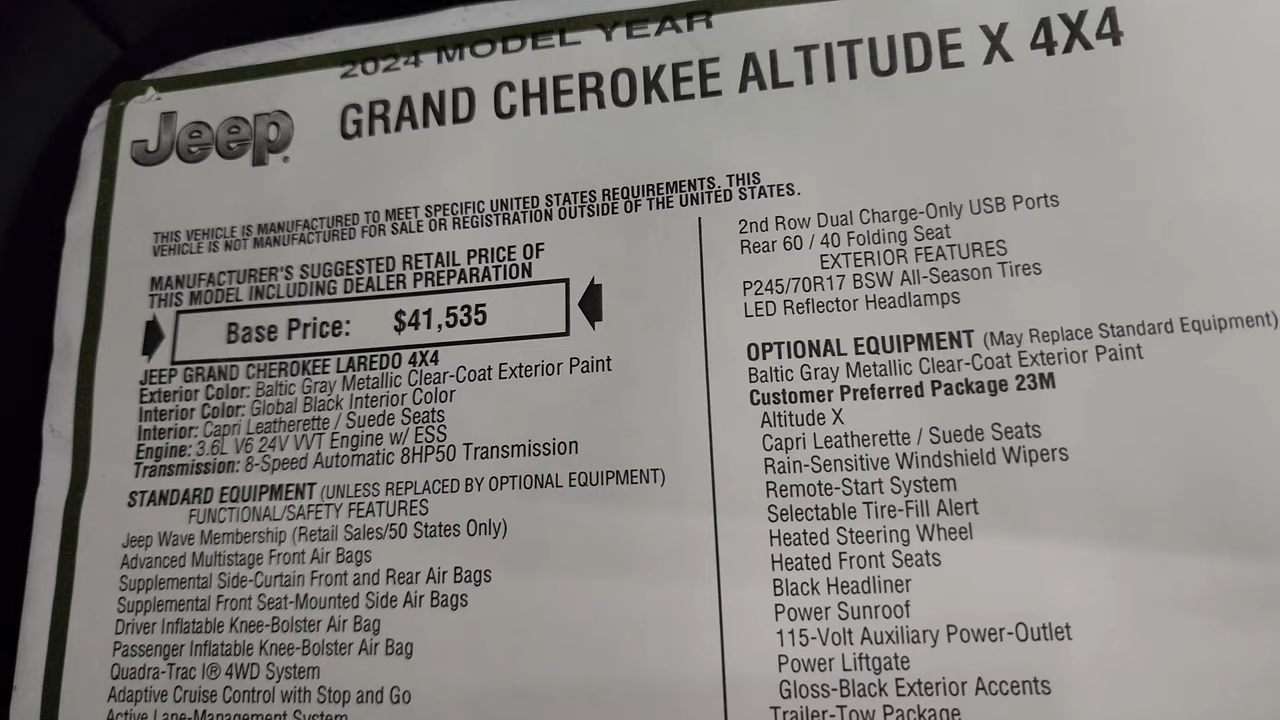 2024 MODEL YEAR
Jeep®
GRAND CHEROKEE ALTITUDE X 4X4
THIS VEHICLE IS MANUFACTURED TO MEET SPECIFIC UNITED STATES REQUIREMENTS. THIS
VEHICLE IS NOT MANUFACTURED FOR SALE OR REGISTRATION OUTSIDE OF THE UNITED STATES.
MANUFACTURER'S SUGGESTED RETAIL PRICE OF
THIS MODEL INCLUDING DEALER PREPARATION
Base Price: $41,535
JEEP GRAND CHEROKEE LAREDO 4X4
Exterior Color: Baltic Gray Metallic Clear-Coat Exterior Paint
Interior Color: Global Black Interior Color
Interior: Capri Leatherette / Suede Seats
Engine: 3.6L V6 24V VVT Engine w/ ESS
Transmission: 8-Speed Automatic 8HP50 Transmission
STANDARD EQUIPMENT (UNLESS REPLACED BY OPTIONAL EQUIPMENT)
FUNCTIONAL/SAFETY FEATURES
Jeep Wave Membership (Retail Sales/50 States Only)
Advanced Multistage Front Air Bags
Supplemental Side-Curtain Front and Rear Air Bags
Supplemental Front Seat-Mounted Side Air Bags
Driver Inflatable Knee-Bolster Air Bag
Passenger Inflatable Knee-Bolster Air Bag
Quadra-Trac I® 4WD System
Adaptive Cruise Control with Stop and Go
Active Lane-Management System
2nd Row Dual Charge-Only USB Ports
Rear 60 / 40 Folding Seat
EXTERIOR FEATURES
P245/70R17 BSW All-Season Tires
LED Reflector Headlamps
OPTIONAL EQUIPMENT (May Replace Standard Equipment)
Baltic Gray Metallic Clear-Coat Exterior Paint
Customer Preferred Package 23M
Altitude X
Capri Leatherette / Suede Seats
Rain-Sensitive Windshield Wipers
Remote-Start System
Selectable Tire-Fill Alert
Heated Steering Wheel
Heated Front Seats
Black Headliner
Power Sunroof
115-Volt Auxiliary Power-Outlet
Power Liftgate
Gloss-Black Exterior Accents
Trailer-Tow Package